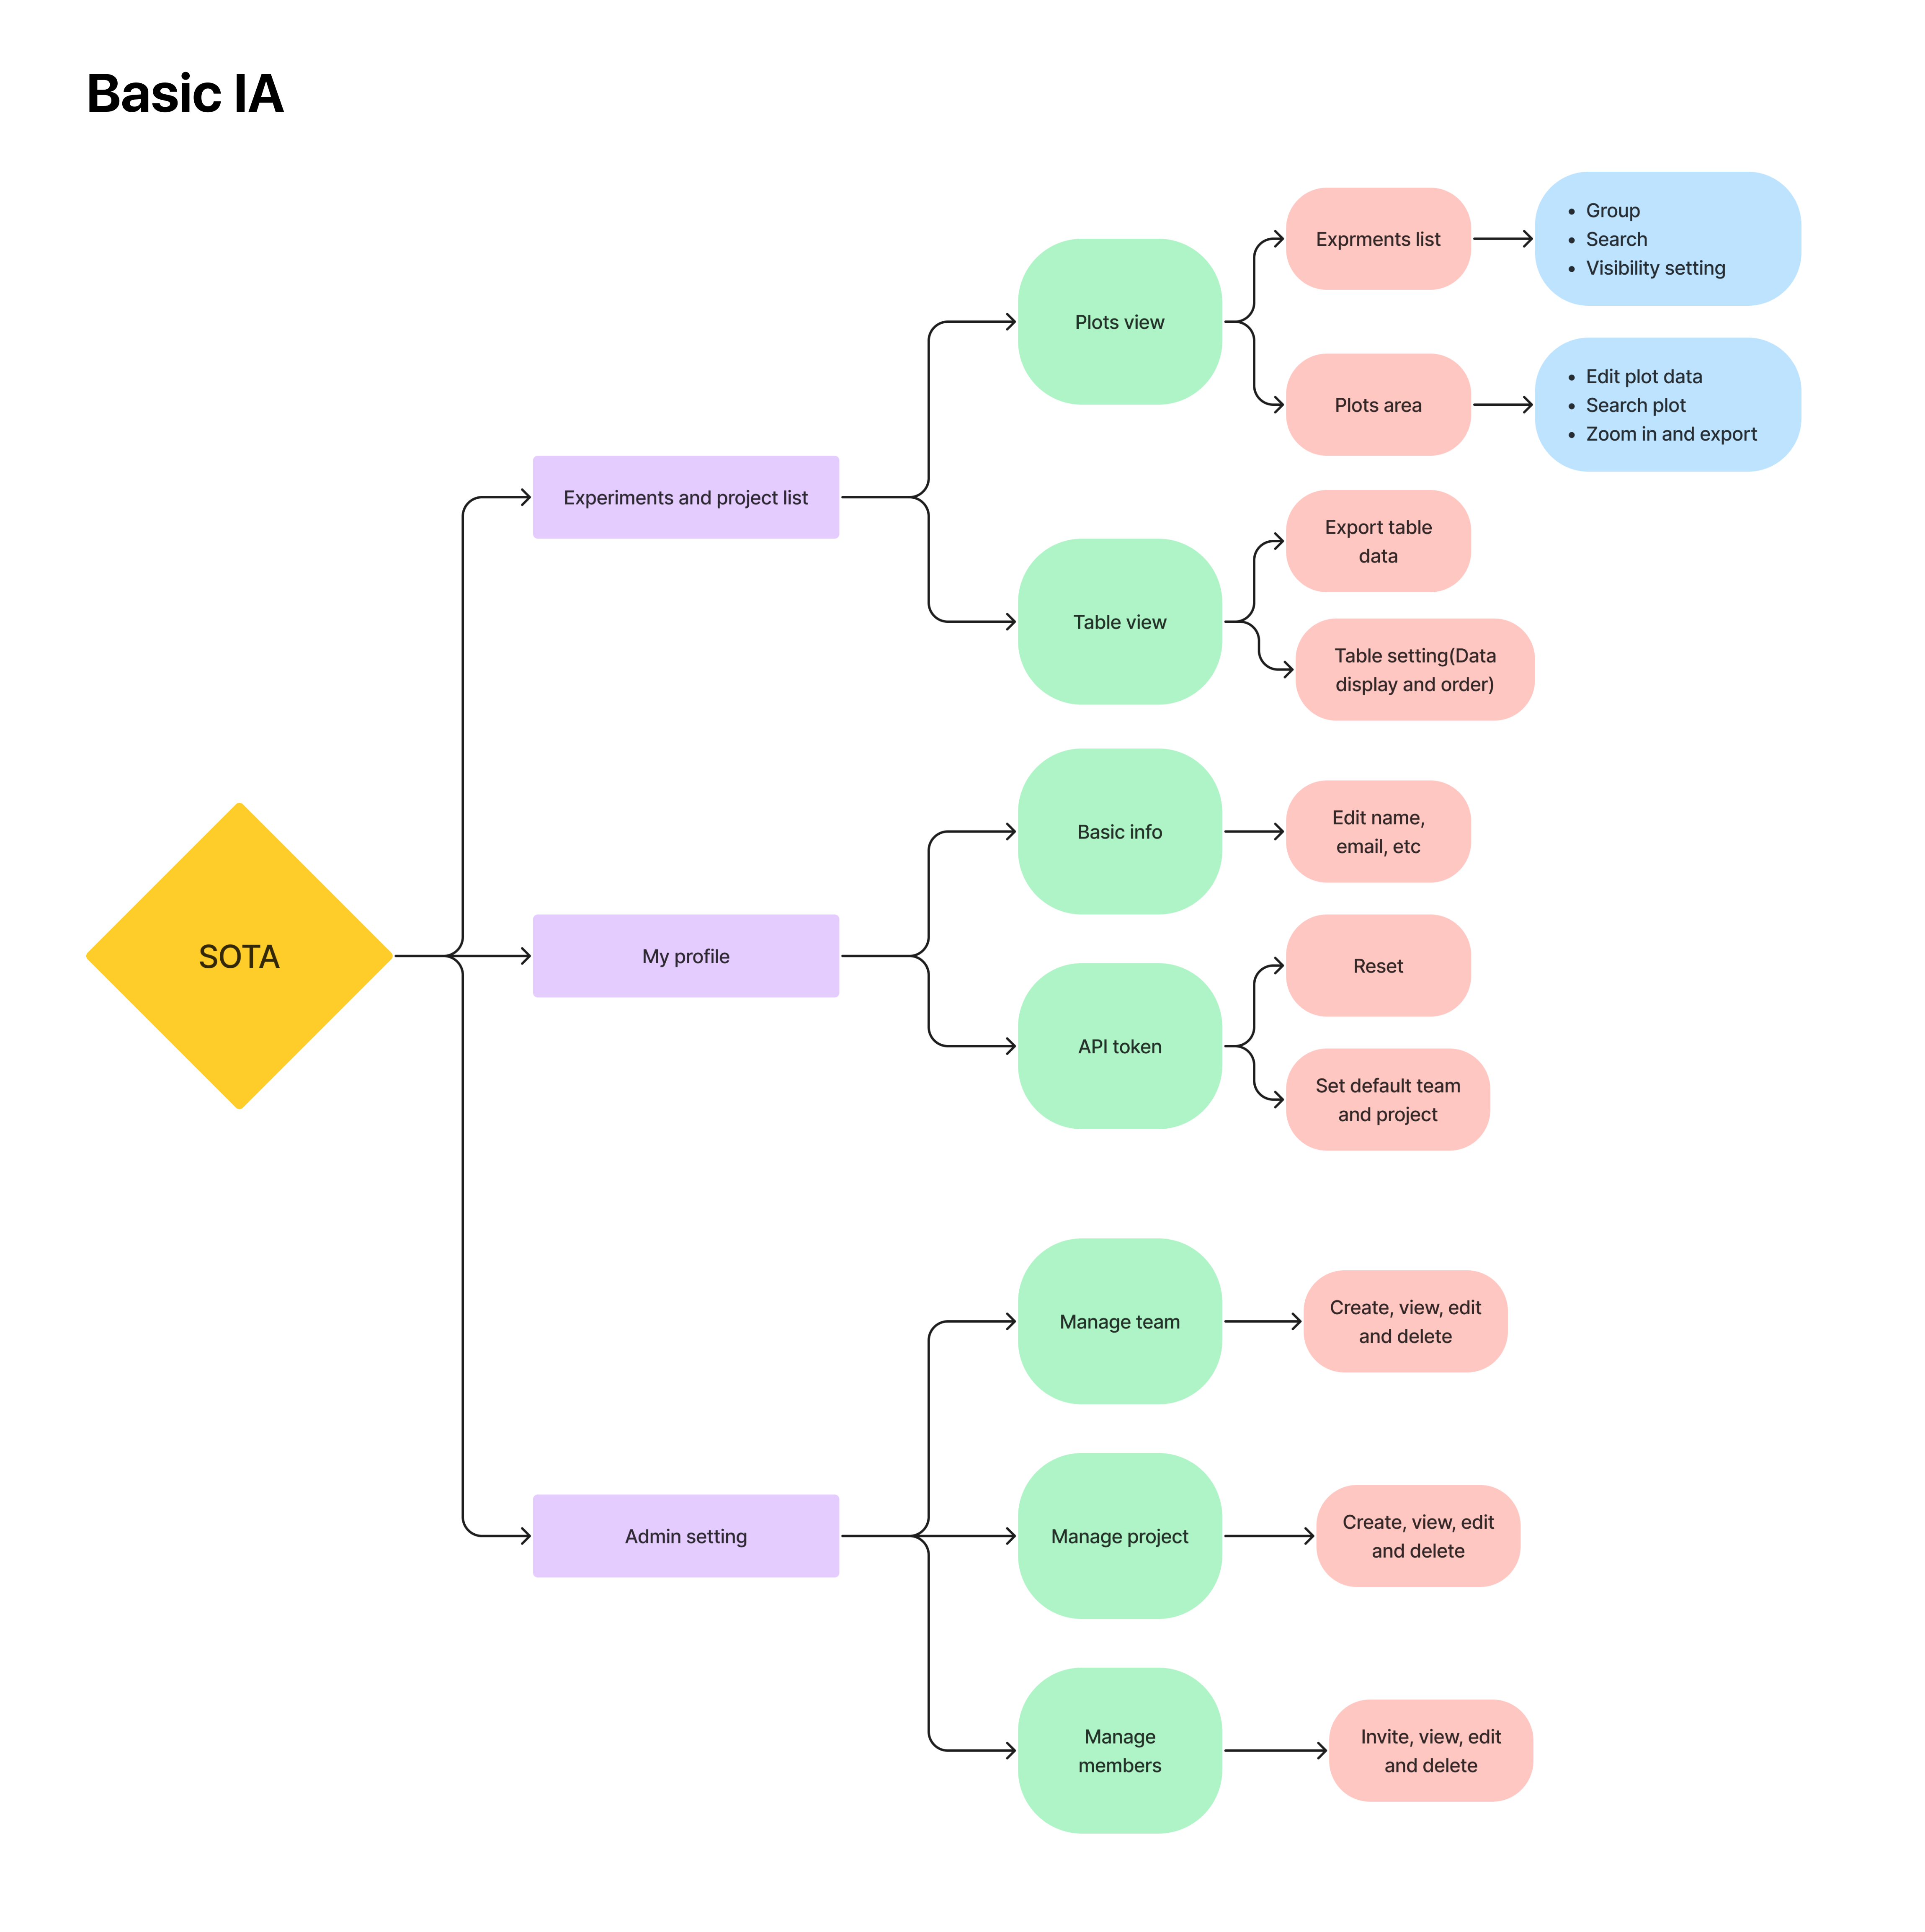 Basic IA
SOTA
Experiments and project list
Plots view
Exprments list
• Group
• Search
• Visibility setting
Plots area
• Edit plot data
• Search plot
• Zoom in and export
Table view
Export table
data
Table setting(Data
display and order)
My profile
Basic info
Edit name,
email, etc
API token
Reset
Set default team
and project
Admin setting
Manage team
Create, view, edit
and delete
Manage project
Create, view, edit
and delete
Manage
members
Invite, view, edit
and delete